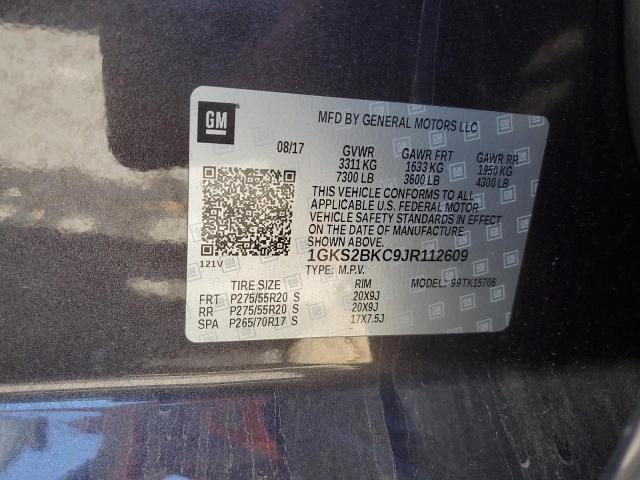 GM
MFD BY GENERAL MOTORS LLC
08/17 GVWR GAWR FRT GAWR RR
3311 KG 1633 KG 1950 KG
7300 LB 3600 LB 4300 LB
THIS VEHICLE CONFORMS TO ALL
APPLICABLE U.S. FEDERAL MOTOR
VEHICLE SAFETY STANDARDS IN EFFECT
ON THE DATE OF MANUFACTURE
SHOWN ABOVE.
121V 1GKS2BKC9JR112609
TYPE: M.P.V. MODEL: 99TK15706
TIRE SIZE RIM
FRT P275/55R20 S 20X9J
RR P275/55R20 S 20X9J
SPA P265/70R17 S 17X7.5J